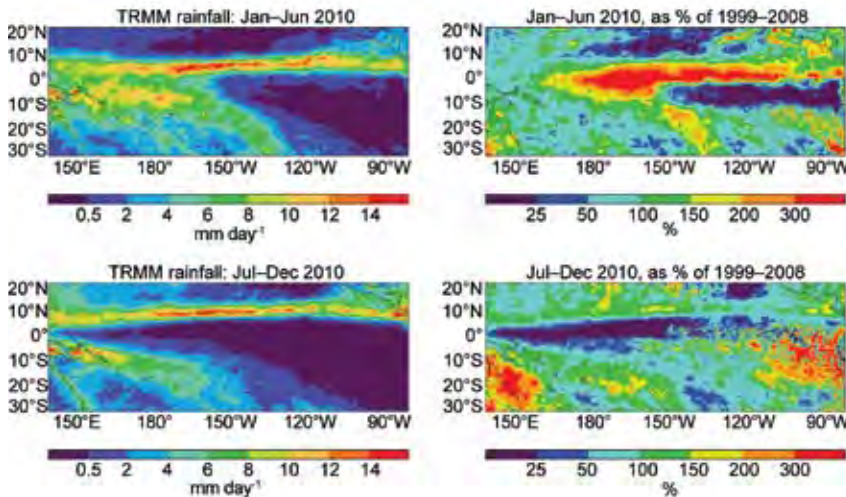 TRMM rainfall: Jan–Jun 2010
20°N
10°N
0°
10°S
20°S
30°S
150°E 180° 150°W 120°W 90°W
0.5 2 4 6 8 10 12 14
mm day-1
Jan–Jun 2010, as % of 1999–2008
20°N
10°N
0°
10°S
20°S
30°S
150°E 180° 150°W 120°W 90°W
25 50 100 150 200 300
%
TRMM rainfall: Jul–Dec 2010
20°N
10°N
0°
10°S
20°S
30°S
150°E 180° 150°W 120°W 90°W
0.5 2 4 6 8 10 12 14
mm day-1
Jul–Dec 2010, as % of 1999–2008
20°N
10°N
0°
10°S
20°S
30°S
150°E 180° 150°W 120°W 90°W
25 50 100 150 200 300
%